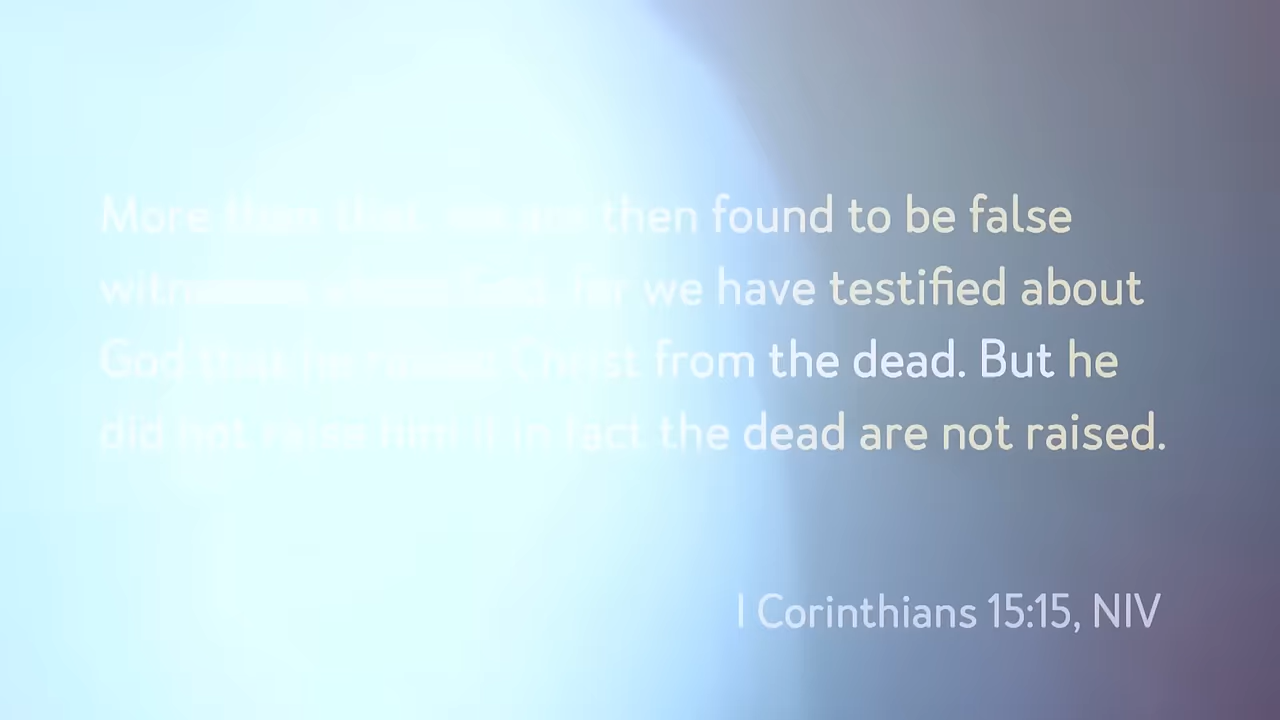 More than that, we are then found to be false
witnesses about God, for we have testified about
God that he raised Christ from the dead. But he
did not raise him if in fact the dead are not raised.
I Corinthians 15:15, NIV